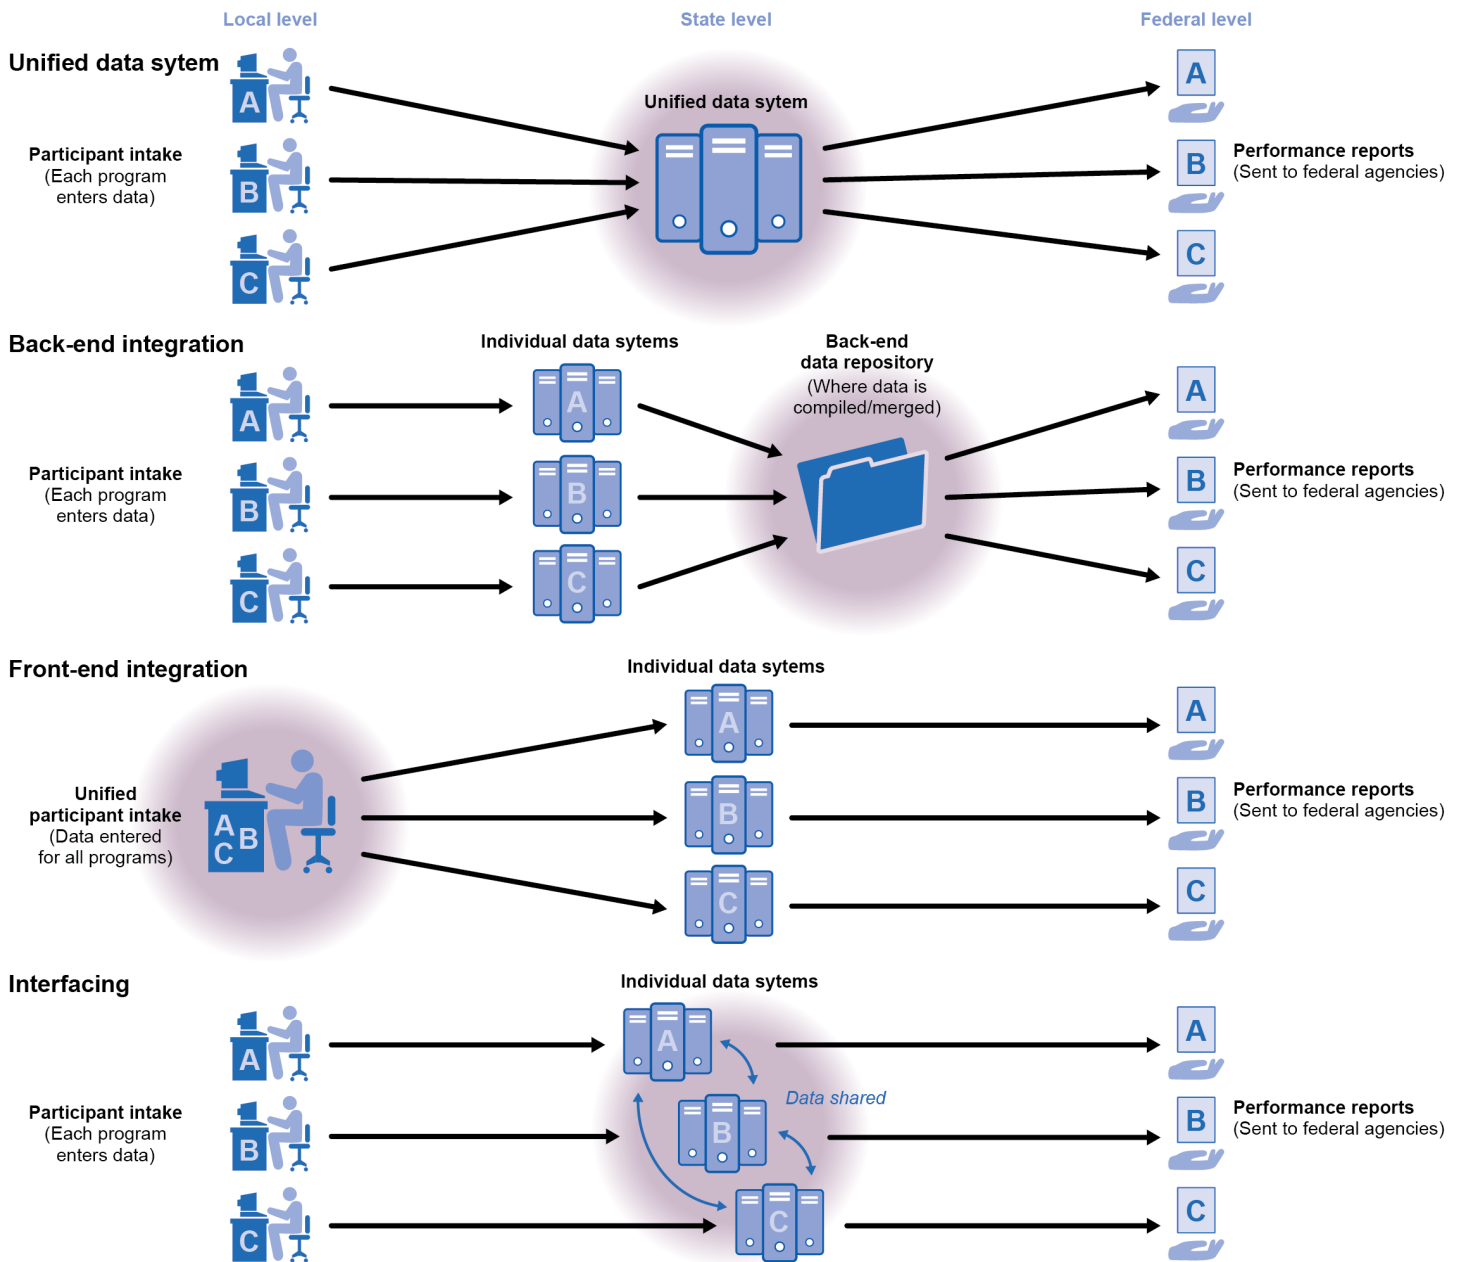 Local level
State level
Federal level
Unified data sytem
A
Unified data sytem
A
Participant intake
(Each program
enters data)
B
B
Performance reports
(Sent to federal agencies)
C
C
Back-end integration
Individual data sytems
Back-end
data repository
(Where data is
compiled/merged)
A
A
A
Participant intake
(Each program
enters data)
B
B
B
Performance reports
(Sent to federal agencies)
C
C
C
Front-end integration
Individual data sytems
A
A
Unified
participant intake
(Data entered
for all programs)
A
B
C
B
B
Performance reports
(Sent to federal agencies)
C
C
Interfacing
Individual data sytems
A
A
A
Data shared
Participant intake
(Each program
enters data)
B
B
B
Performance reports
(Sent to federal agencies)
C
C
C